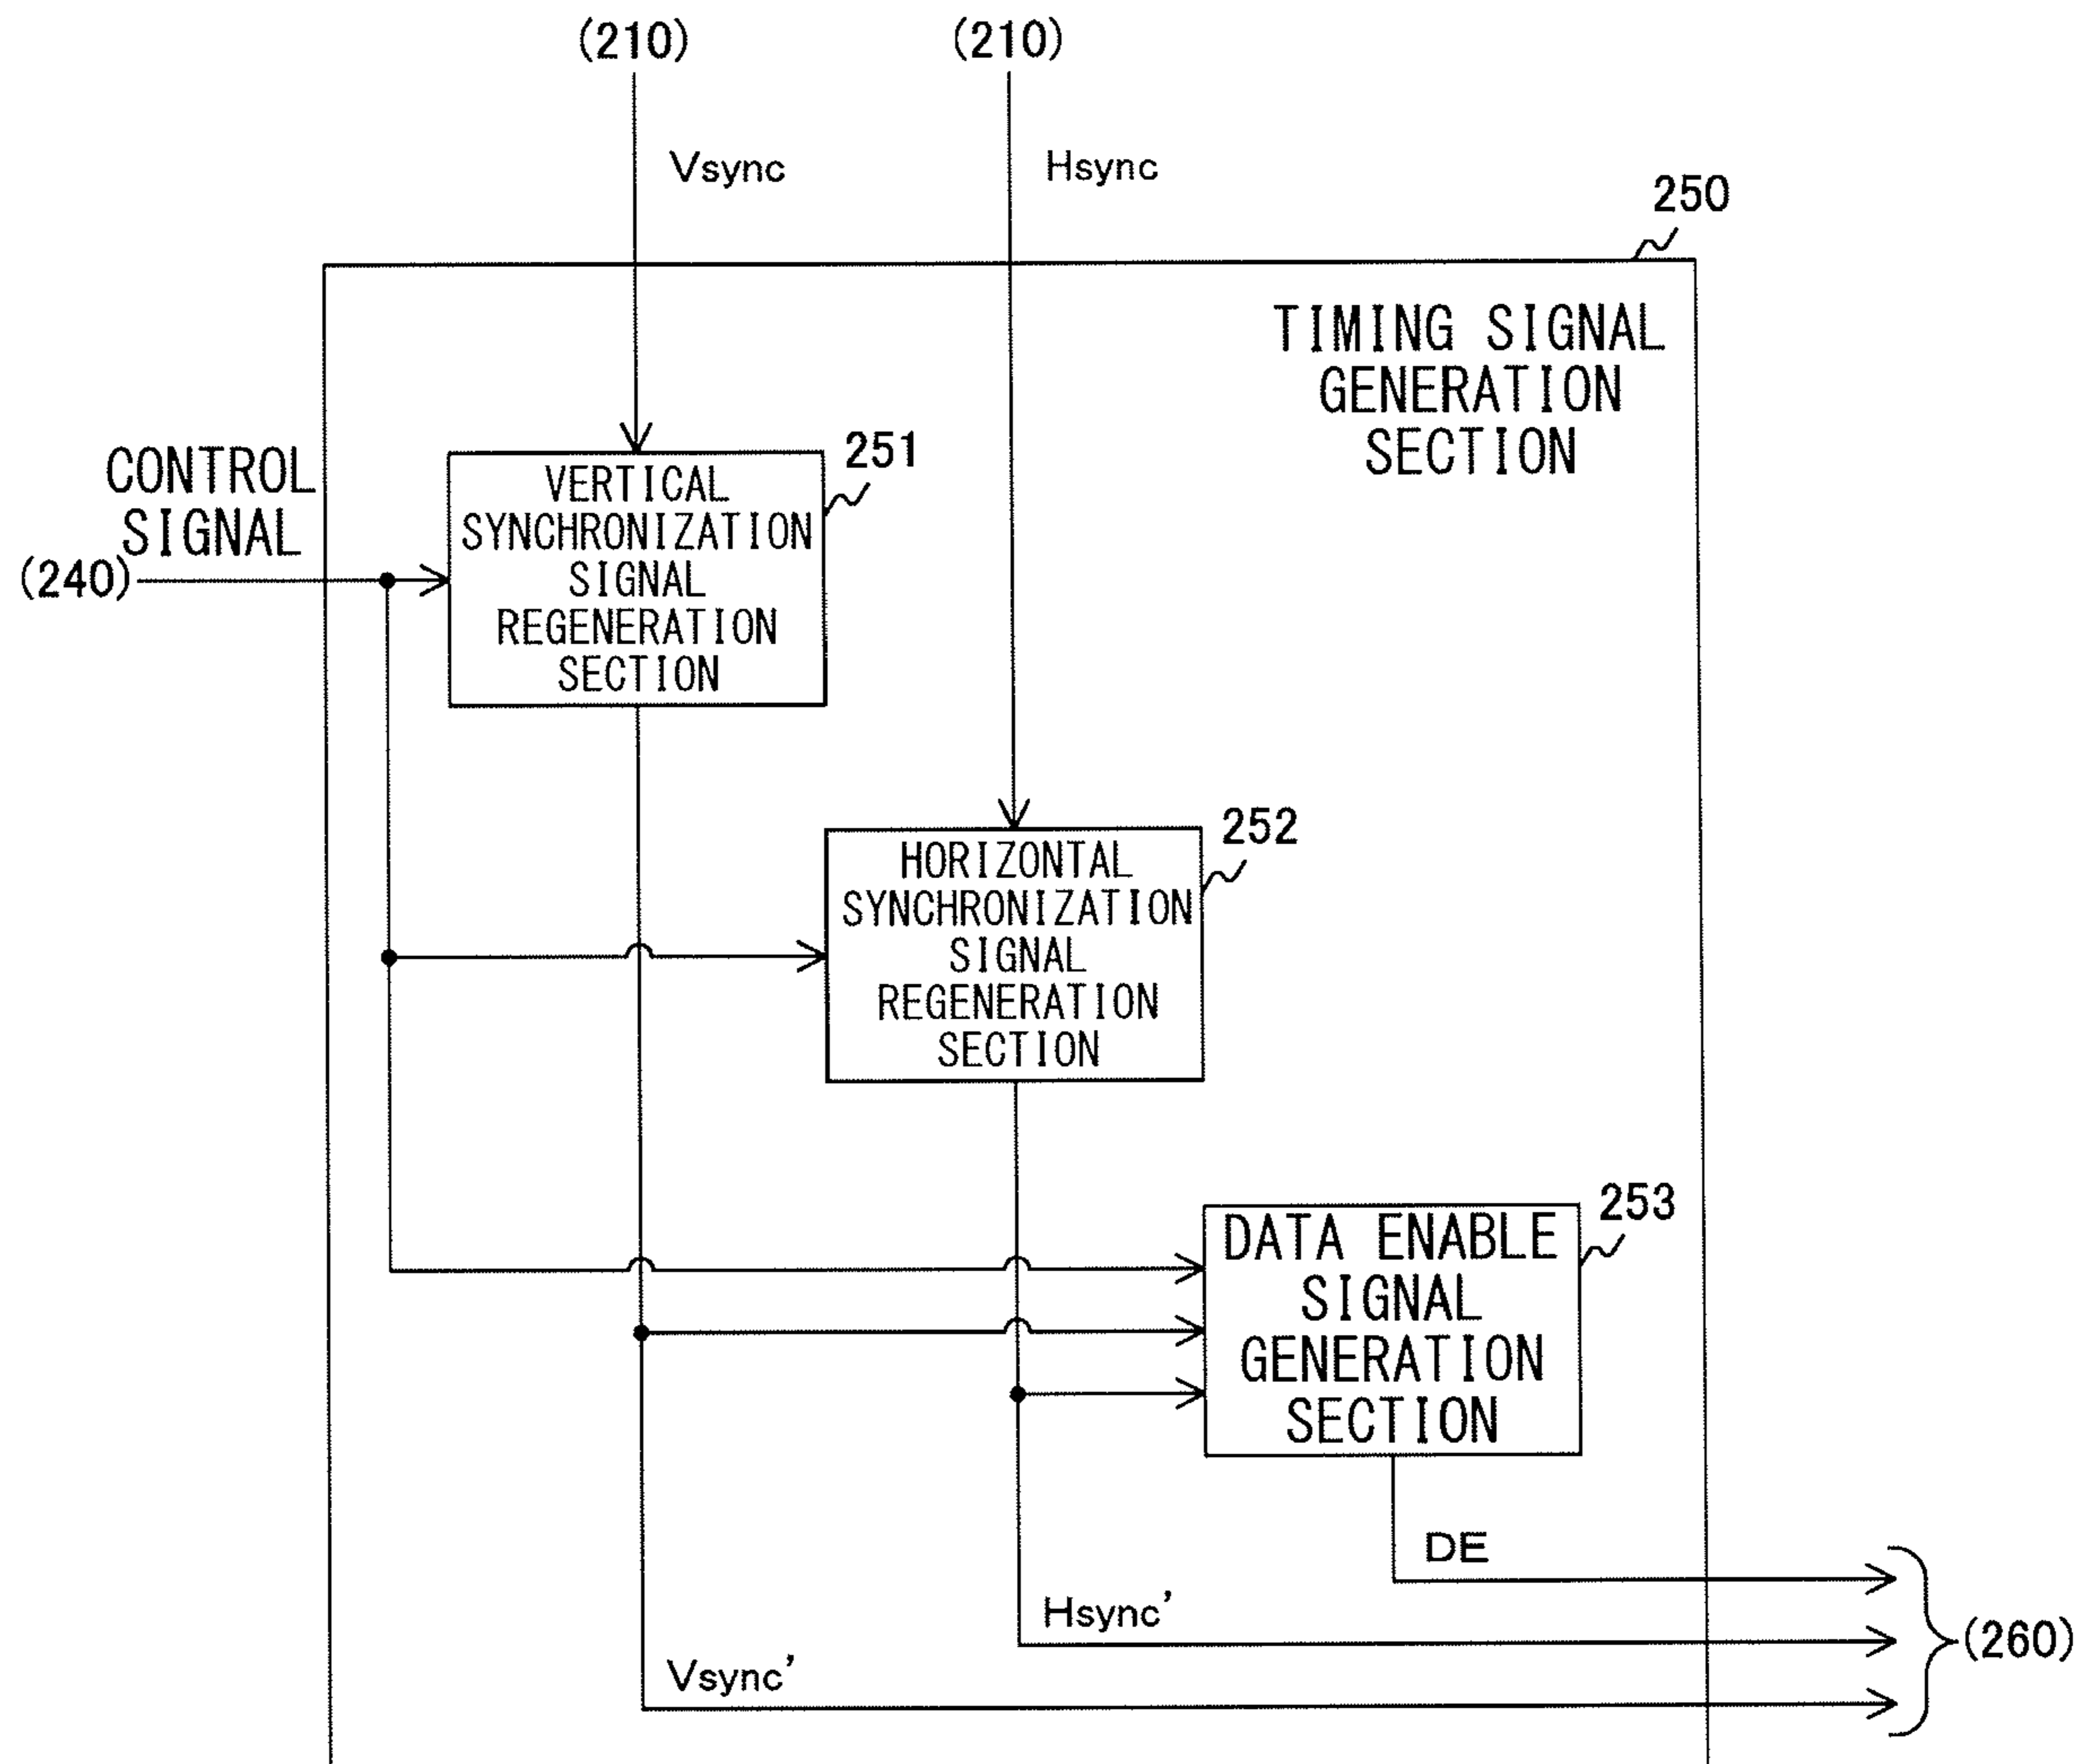 (210)
(210)
Vsync
Hsync
250
TIMING SIGNAL
GENERATION
SECTION
CONTROL
SIGNAL
(240)
251
VERTICAL
SYNCHRONIZATION
SIGNAL
REGENERATION
SECTION
252
HORIZONTAL
SYNCHRONIZATION
SIGNAL
REGENERATION
SECTION
253
DATA ENABLE
SIGNAL
GENERATION
SECTION
DE
Hsync’
Vsync’
(260)